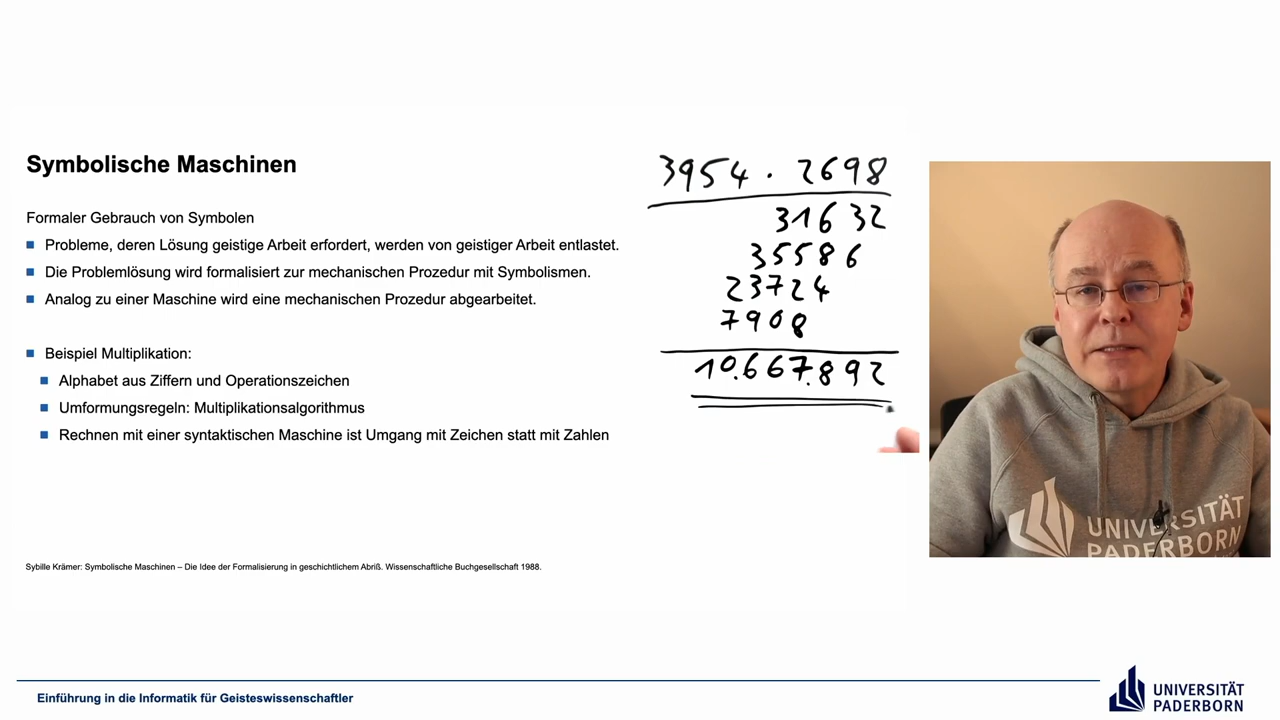 Symbolische Maschinen
Formaler Gebrauch von Symbolen
Probleme, deren Lösung geistige Arbeit erfordert, werden von geistiger Arbeit entlastet.
Die Problemlösung wird formalisiert zur mechanischen Prozedur mit Symbolismen.
Analog zu einer Maschine wird eine mechanischen Prozedur abgearbeitet.
Beispiel Multiplikation:
Alphabet aus Ziffern und Operationszeichen
Umformungsregeln: Multiplikationsalgorithmus
Rechnen mit einer syntaktischen Maschine ist Umgang mit Zeichen statt mit Zahlen
Sybille Krämer: Symbolische Maschinen – Die Idee der Formalisierung in geschichtlichem Abriß. Wissenschaftliche Buchgesellschaft 1988.
3954 · 2698
31632
35586
23724
7908
10.667.892
UNIVERSITÄT
PADERBORN
Einführung in die Informatik für Geisteswissenschaftler
UNIVERSITÄT
PADERBORN